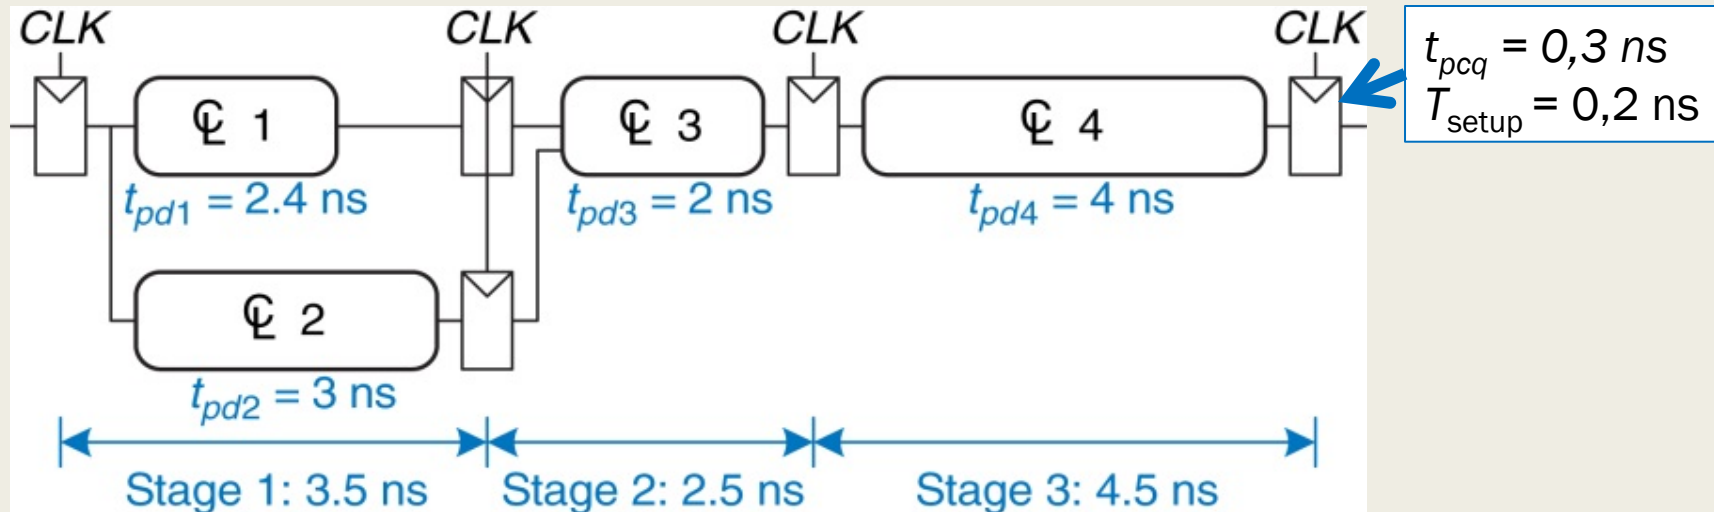 CLK CLK CLK CLK
t_pcq = 0,3 ns
T_setup = 0,2 ns
℄ 1 ℄ 3 ℄ 4
t_pd1 = 2.4 ns t_pd3 = 2 ns t_pd4 = 4 ns
℄ 2
t_pd2 = 3 ns
Stage 1: 3.5 ns Stage 2: 2.5 ns Stage 3: 4.5 ns